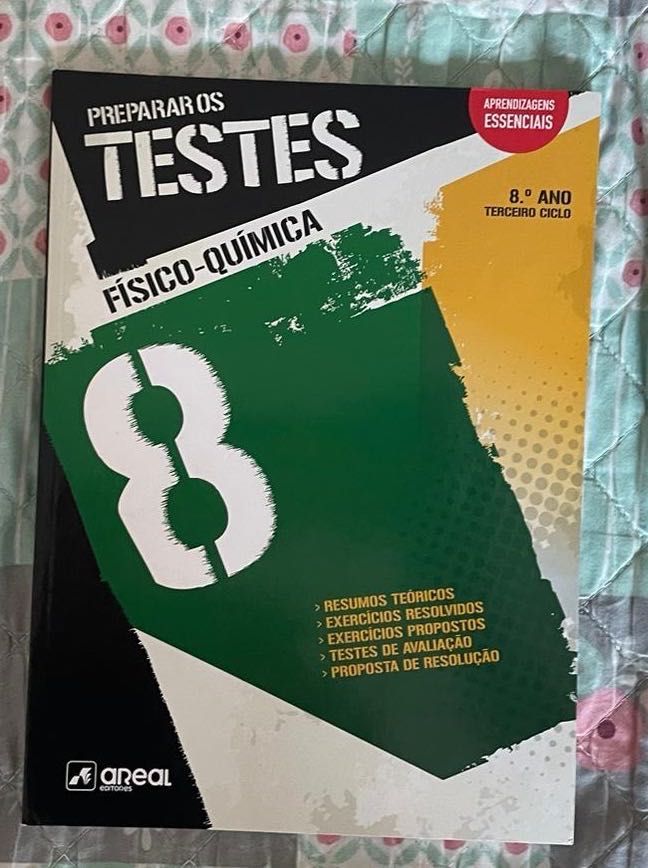 PREPARAR OS
TESTES
APRENDIZAGENS
ESSENCIAIS
8.º ANO
TERCEIRO CICLO
FÍSICO-QUÍMICA
8
> RESUMOS TEÓRICOS
> EXERCÍCIOS RESOLVIDOS
> EXERCÍCIOS PROPOSTOS
> TESTES DE AVALIAÇÃO
> PROPOSTA DE RESOLUÇÃO
aREaL
EDITORES